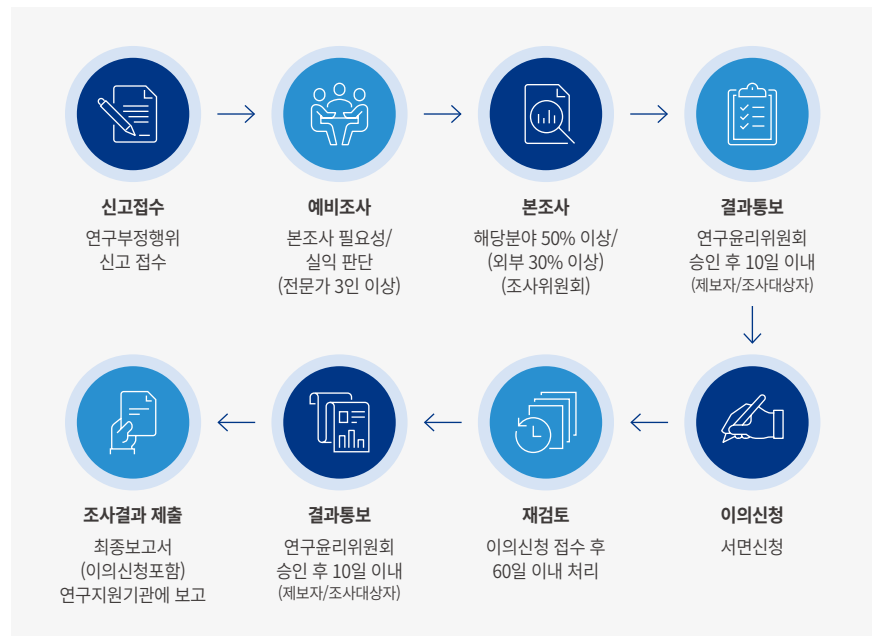 신고접수
연구부정행위
신고 접수
예비조사
본조사 필요성/
실익 판단
(전문가 3인 이상)
본조사
해당분야 50% 이상/
(외부 30% 이상)
(조사위원회)
결과통보
연구윤리위원회
승인 후 10일 이내
(제보자/조사대상자)
이의신청
서면신청
재검토
이의신청 접수 후
60일 이내 처리
결과통보
연구윤리위원회
승인 후 10일 이내
(제보자/조사대상자)
조사결과 제출
최종보고서
(이의신청포함)
연구지원기관에 보고